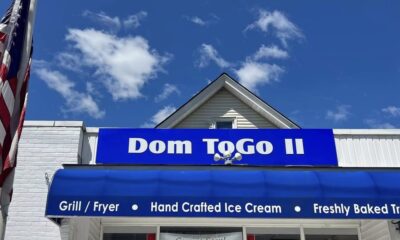 Dom ToGo II
Grill / Fryer • Hand Crafted Ice Cream • Freshly Baked